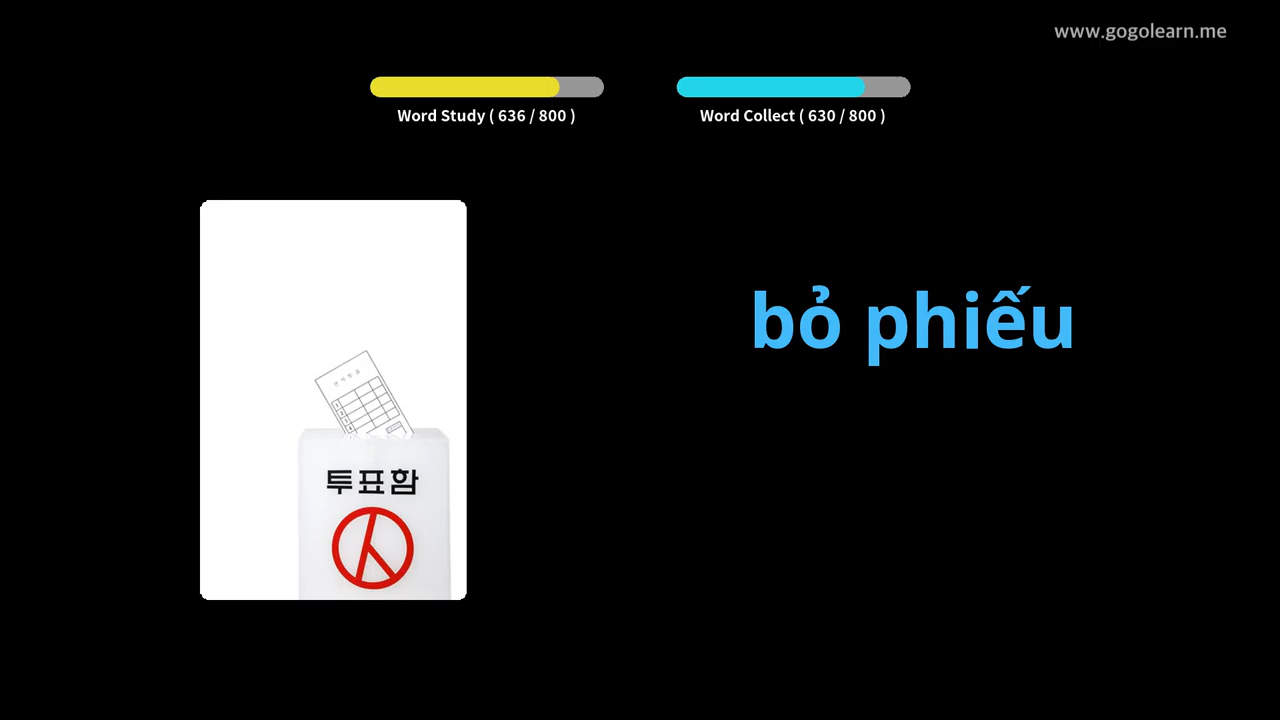 www.gogolearn.me
Word Study ( 636 / 800 )
Word Collect ( 630 / 800 )
bỏ phiếu
투표함